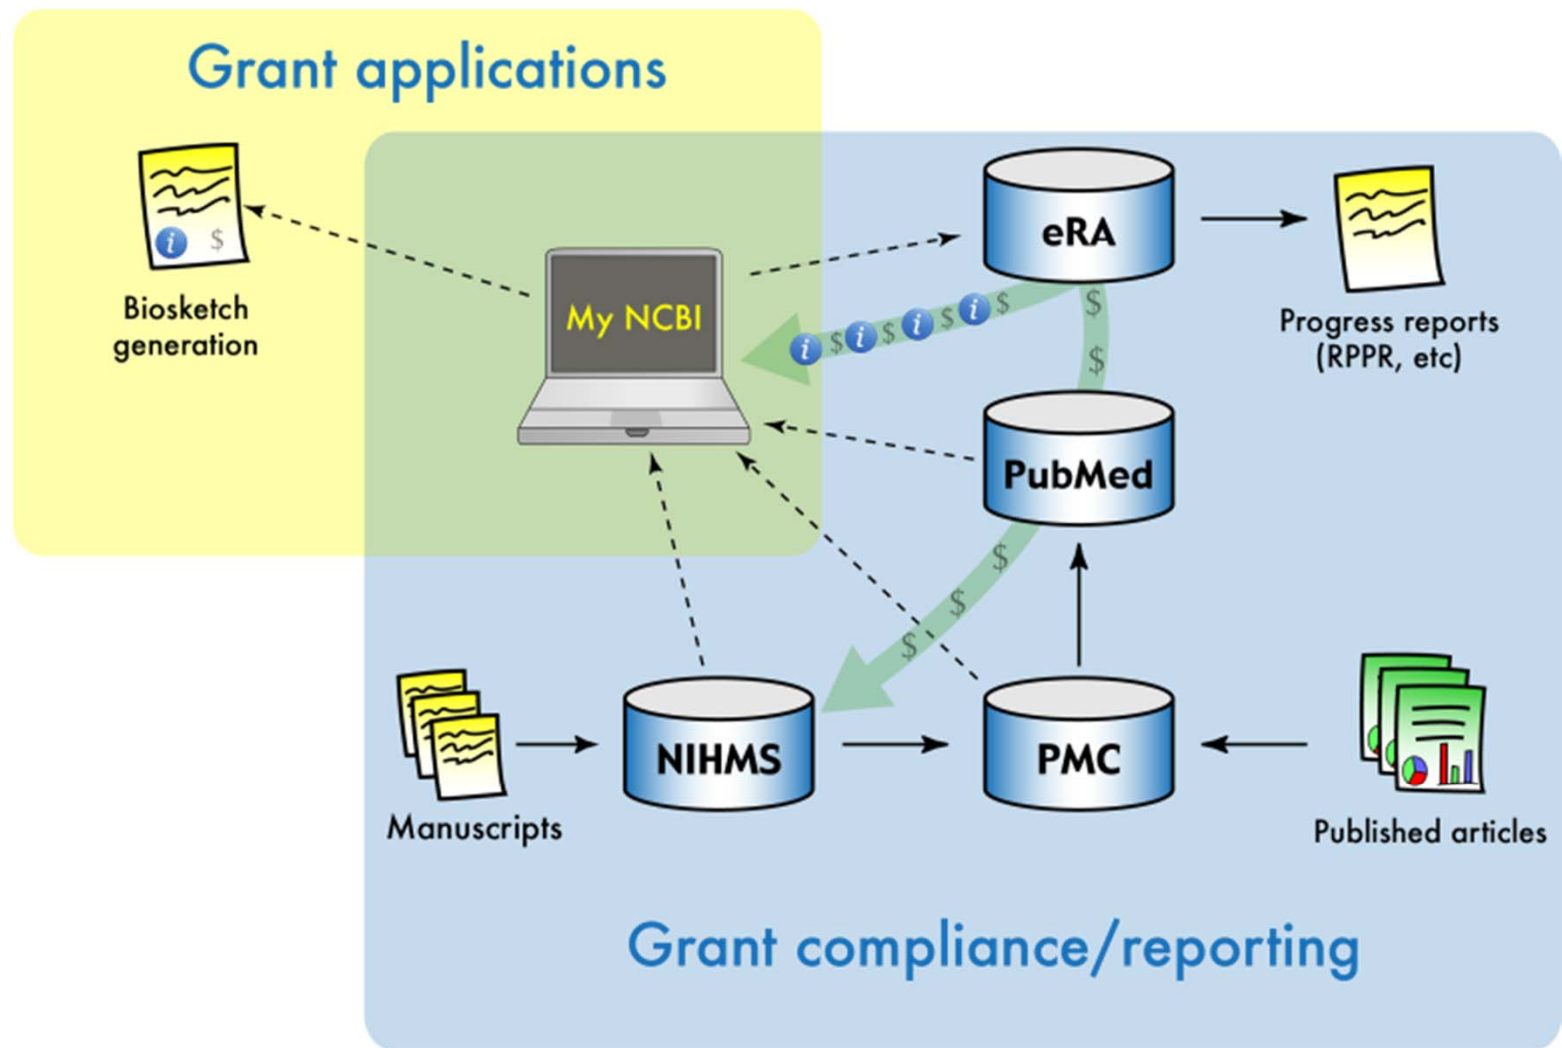 Grant applications
i $
Biosketch
generation
My NCBI
eRA
Progress reports
(RPPR, etc)
i $ i $ i $ i $
$
$
PubMed
$
$
$
Manuscripts
NIHMS
PMC
Published articles
Grant compliance/reporting